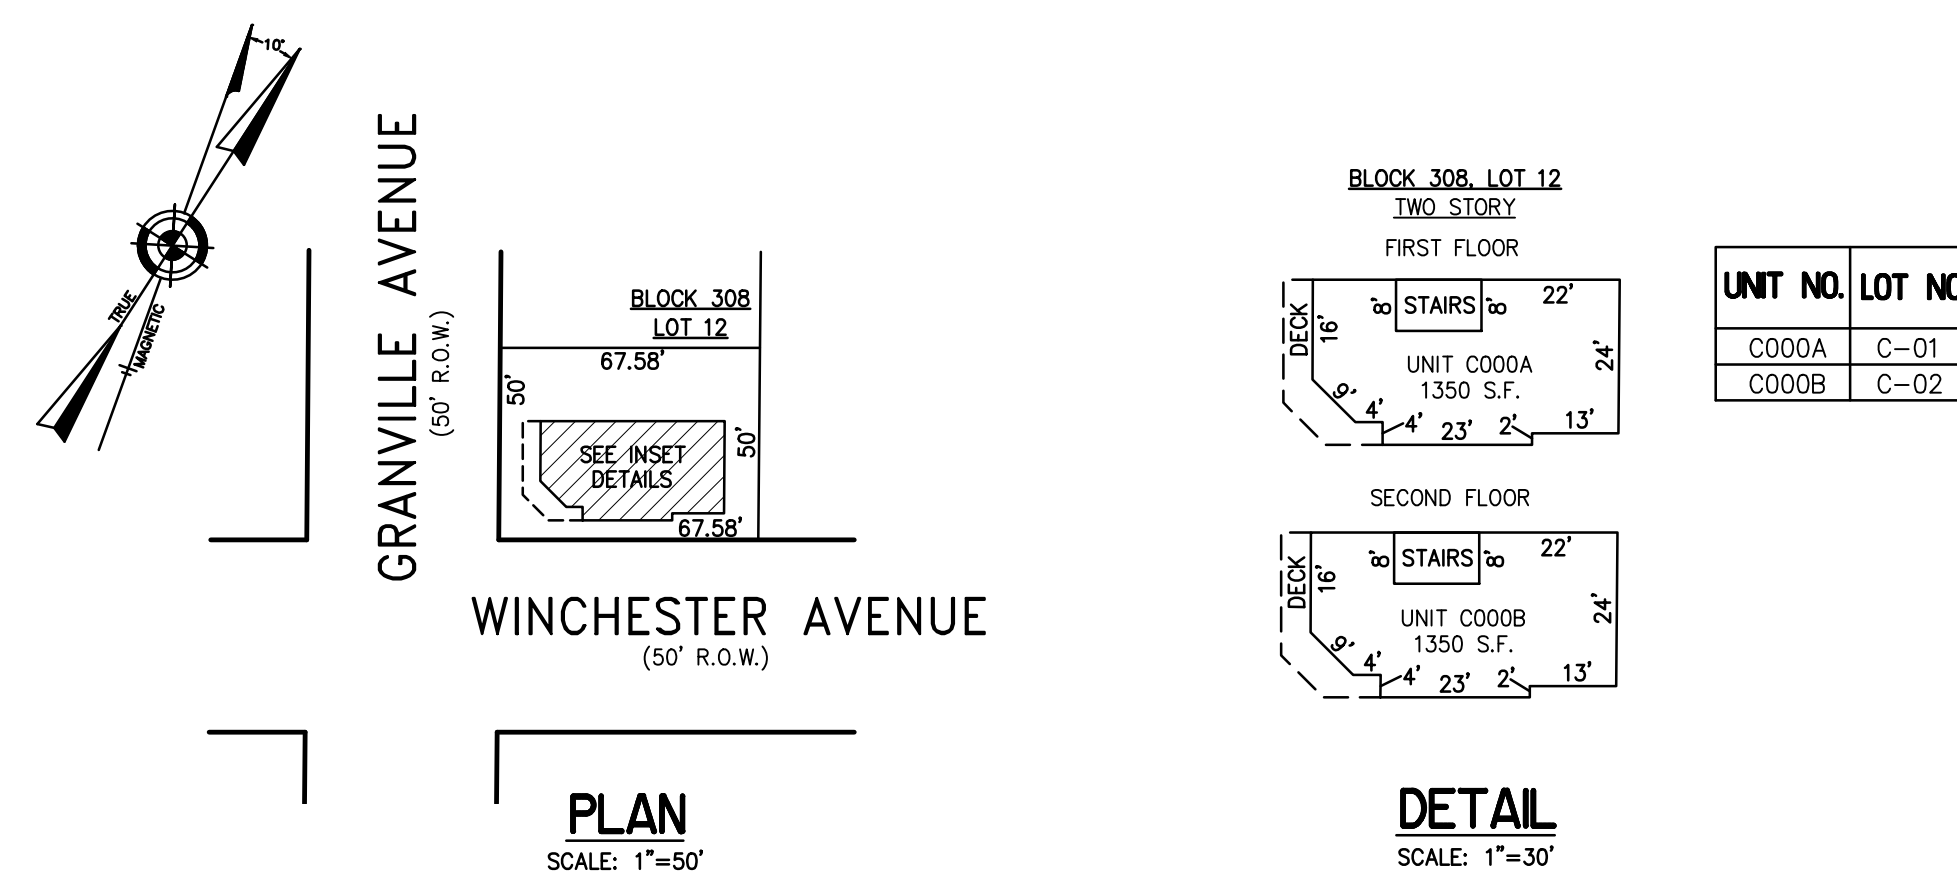 10°
TRUE
MAGNETIC
GRANVILLE AVENUE
(50' R.O.W.)
BLOCK 308
LOT 12
67.58'
50'
50'
SEE INSET
DETAILS
67.58'
WINCHESTER AVENUE
(50' R.O.W.)
PLAN
SCALE: 1"=50'
BLOCK 308, LOT 12
TWO STORY
FIRST FLOOR
DECK
16'
8'
STAIRS
8'
22'
24'
UNIT C000A
1350 S.F.
9'
4'
4'
23'
2'
13'
SECOND FLOOR
DECK
16'
8'
STAIRS
8'
22'
24'
UNIT C000B
1350 S.F.
9'
4'
4'
23'
2'
13'
DETAIL
SCALE: 1"=30'
UNIT NO. LOT NO
C000A C-01
C000B C-02